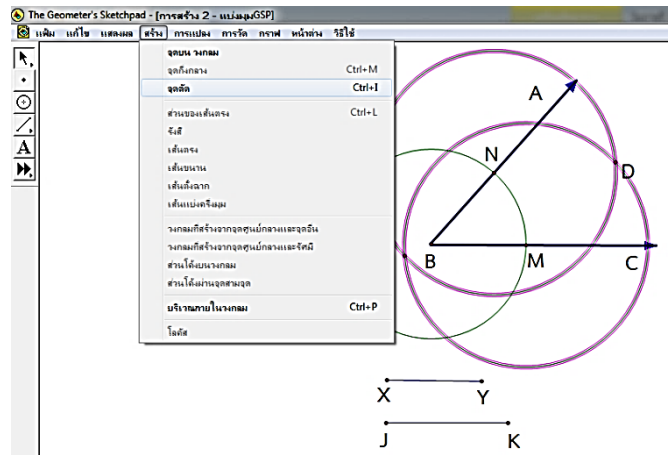 The Geometer's Sketchpad - [การสร้าง 2 - แบ่งมุมGSP]
แฟ้ม แก้ไข แสดงผล สร้าง การแปลง การวัด กราฟ หน้าต่าง วิธีใช้
จุดบน วงกลม
จุดกึ่งกลาง Ctrl+M
จุดตัด Ctrl+I
ส่วนของเส้นตรง Ctrl+L
รังสี
เส้นตรง
เส้นขนาน
เส้นตั้งฉาก
เส้นแบ่งครึ่งมุม
วงกลมที่สร้างจากจุดศูนย์กลางและจุดอื่น
วงกลมที่สร้างจากจุดศูนย์กลางและรัศมี
ส่วนโค้งบนวงกลม
ส่วนโค้งผ่านจุดสามจุด
บริเวณภายในวงกลม Ctrl+P
โลคัส
A
A
N
D
B M C
X Y
J K